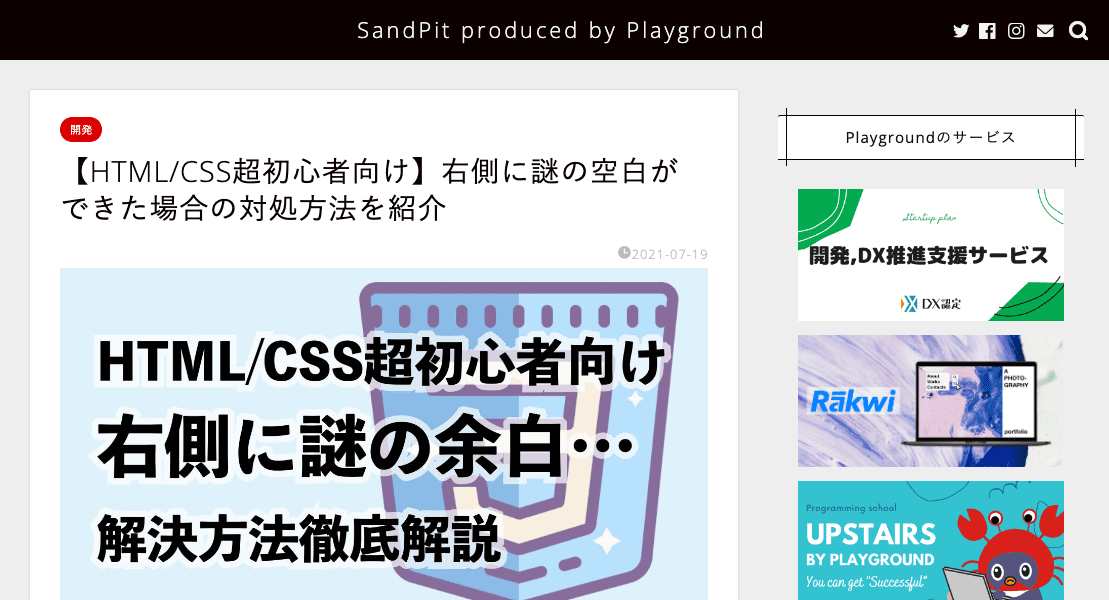 SandPit produced by Playground
開発
【HTML/CSS超初心者向け】右側に謎の空白が
できた場合の対処方法を紹介
2021-07-19
HTML/CSS超初心者向け
右側に謎の余白…
解決方法徹底解説
Playgroundのサービス
Startup plan
開発,DX推進支援サービス
DX認定
Rākwi
A
PHOTO-
GRAPHY
portfolio
Programming school
UPSTAIRS
BY PLAYGROUND
You can get "Successful"